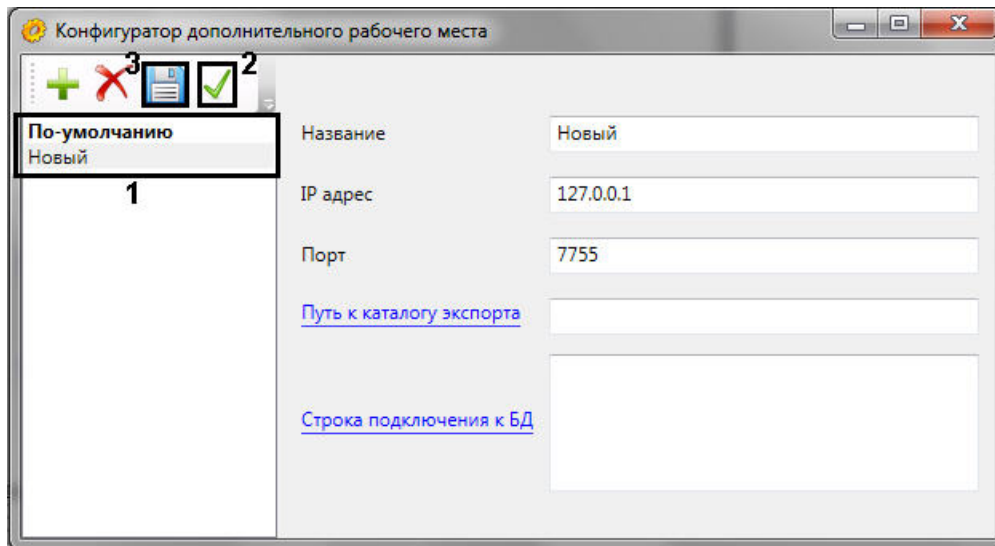 Конфигуратор дополнительного рабочего места
3 2
По-умолчанию
Новый
1
Название Новый
IP адрес 127.0.0.1
Порт 7755
Путь к каталогу экспорта
Строка подключения к БД